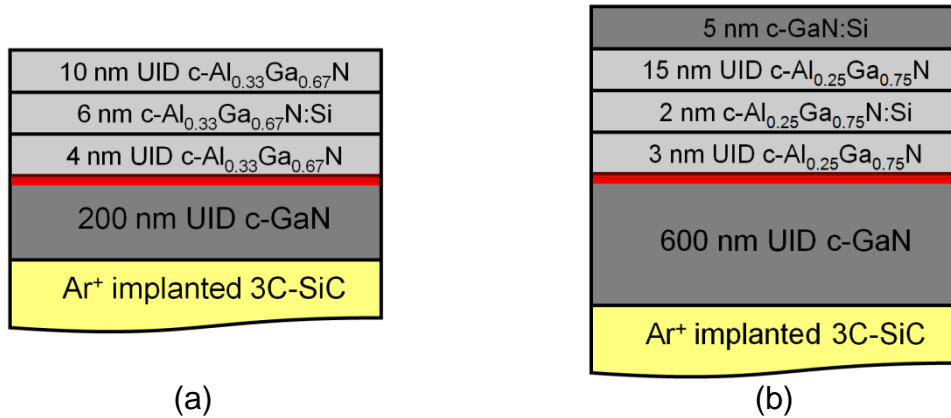 10 nm UID c-Al0.33Ga0.67N
6 nm c-Al0.33Ga0.67N:Si
4 nm UID c-Al0.33Ga0.67N
200 nm UID c-GaN
Ar+ implanted 3C-SiC
(a)
5 nm c-GaN:Si
15 nm UID c-Al0.25Ga0.75N
2 nm c-Al0.25Ga0.75N:Si
3 nm UID c-Al0.25Ga0.75N
600 nm UID c-GaN
Ar+ implanted 3C-SiC
(b)